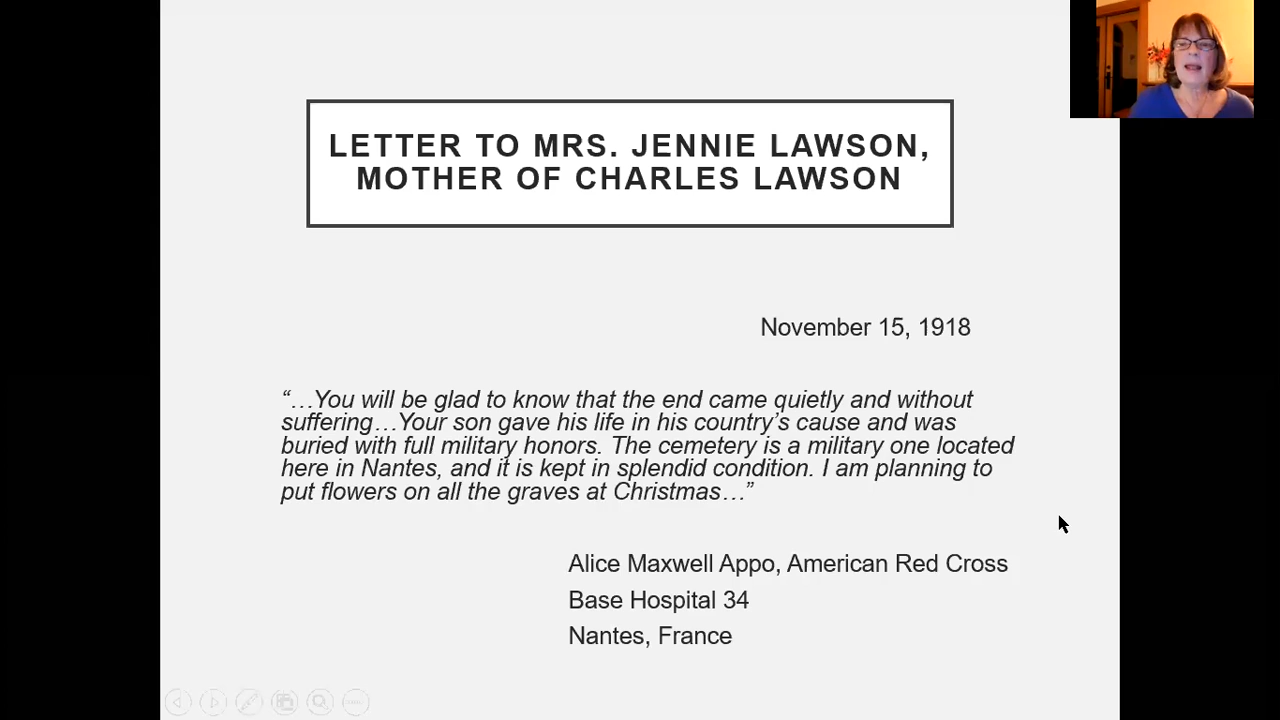 LETTER TO MRS. JENNIE LAWSON,
MOTHER OF CHARLES LAWSON
November 15, 1918
“…You will be glad to know that the end came quietly and without
suffering…Your son gave his life in his country’s cause and was
buried with full military honors. The cemetery is a military one located
here in Nantes, and it is kept in splendid condition. I am planning to
put flowers on all the graves at Christmas…”
Alice Maxwell Appo, American Red Cross
Base Hospital 34
Nantes, France